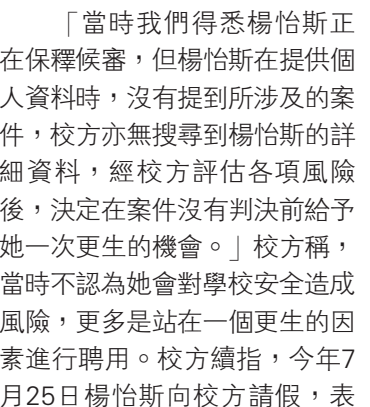 「當時我們得悉楊怡斯正
在保釋候審，但楊怡斯在提供個
人資料時，沒有提到所涉及的案
件，校方亦無搜尋到楊怡斯的詳
細資料，經校方評估各項風險
後，決定在案件沒有判決前給予
她一次更生的機會。」校方稱，
當時不認為她會對學校安全造成
風險，更多是站在一個更生的因
素進行聘用。校方續指，今年7
月25日楊怡斯向校方請假，表